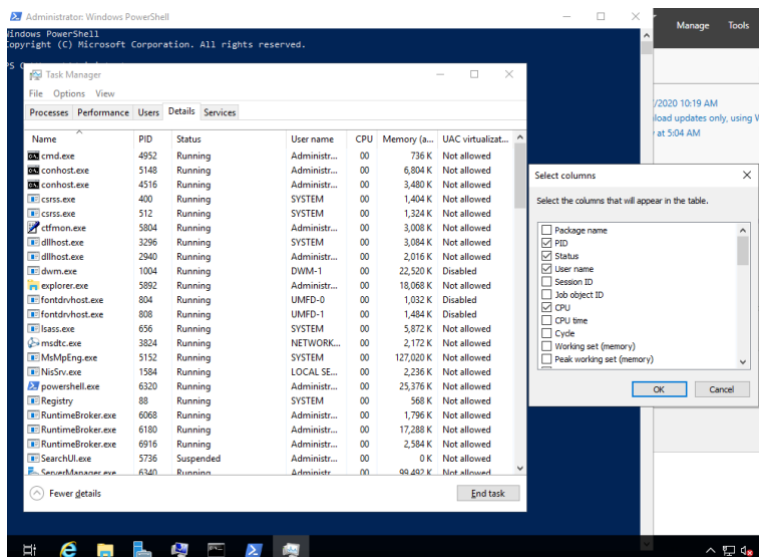 Administrator: Windows PowerShell
Windows PowerShell
Copyright (C) Microsoft Corporation. All rights reserved.
PS
Manage Tools
/2020 10:19 AM
load updates only, using
at 5:04 AM
Task Manager
File Options View
Processes Performance Users Details Services
Name PID Status User name CPU Memory (a... UAC virtualizat...
cmd.exe 4952 Running Administr... 00 736 K Not allowed
conhost.exe 5148 Running Administr... 00 6,804 K Not allowed
conhost.exe 4516 Running Administr... 00 3,480 K Not allowed
csrss.exe 400 Running SYSTEM 00 1,404 K Not allowed
csrss.exe 512 Running SYSTEM 00 1,324 K Not allowed
ctfmon.exe 5804 Running Administr... 00 3,008 K Not allowed
dllhost.exe 3296 Running SYSTEM 00 3,084 K Not allowed
dllhost.exe 2940 Running Administr... 00 2,016 K Not allowed
dwm.exe 1004 Running DWM-1 00 22,520 K Disabled
explorer.exe 5892 Running Administr... 00 18,068 K Not allowed
fontdrvhost.exe 804 Running UMFD-0 00 1,032 K Disabled
fontdrvhost.exe 808 Running UMFD-1 00 1,484 K Disabled
lsass.exe 656 Running SYSTEM 00 5,872 K Not allowed
msdtc.exe 3824 Running NETWORK... 00 2,172 K Not allowed
MsMpEng.exe 5152 Running SYSTEM 00 127,020 K Not allowed
NisSrv.exe 1584 Running LOCAL SE... 00 2,236 K Not allowed
powershell.exe 6320 Running Administr... 00 25,376 K Not allowed
Registry 88 Running SYSTEM 00 568 K Not allowed
RuntimeBroker.exe 6068 Running Administr... 00 1,796 K Not allowed
RuntimeBroker.exe 6180 Running Administr... 00 17,288 K Not allowed
RuntimeBroker.exe 6916 Running Administr... 00 2,584 K Not allowed
SearchUI.exe 5736 Suspended Administr... 00 0 K Not allowed
ServerManager.exe 6340 Running Administr... 00 99,492 K Not allowed
Fewer details
End task
Select columns
Select the columns that will appear in the table.
Package name
PID
Status
User name
Session ID
Job object ID
CPU
CPU time
Cycle
Working set (memory)
Peak working set (memory)
OK Cancel